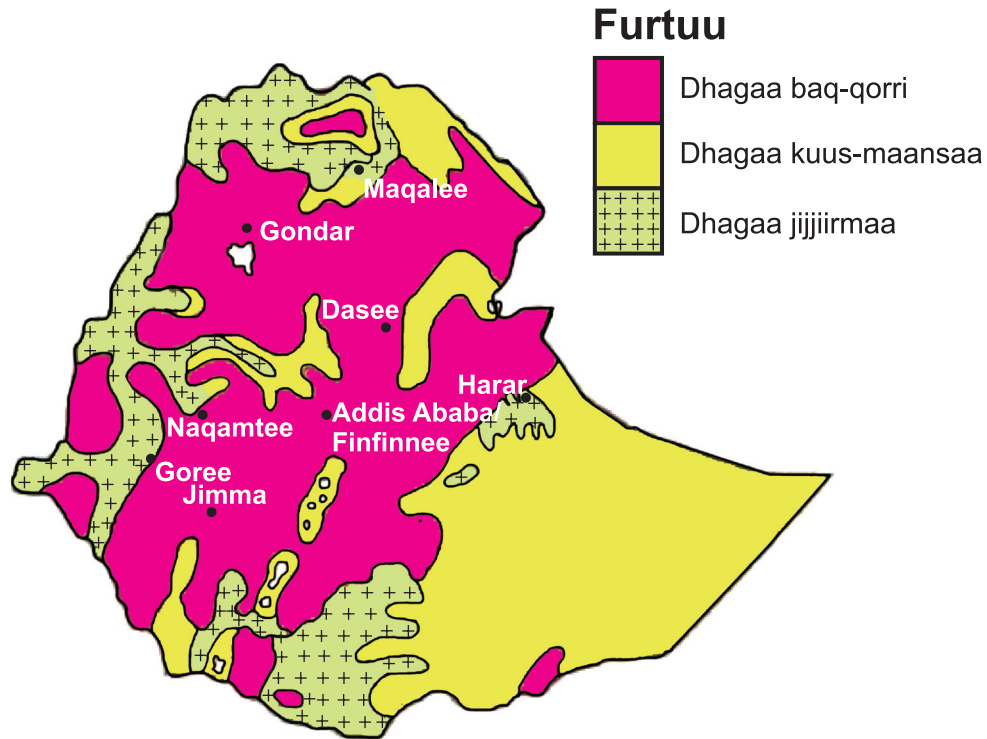 Furtuu
Dhagaa baq-qorri
Dhagaa kuus-maansaa
Dhagaa jijjiirmaa
Maqalee
Gondar
Dasee
Harar
Addis Ababa/
Finfinnee
Naqamtee
Goree
Jimma